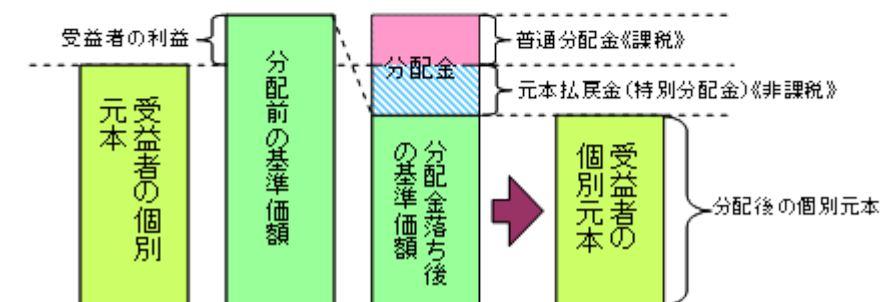 受益者の利益
普通分配金《課税》
分配金
元本払戻金(特別分配金)《非課税》
受益者の個別
元本
分配前の基準価額
分配金落ち後
の基準価額
受益者の
個別元本
分配後の個別元本